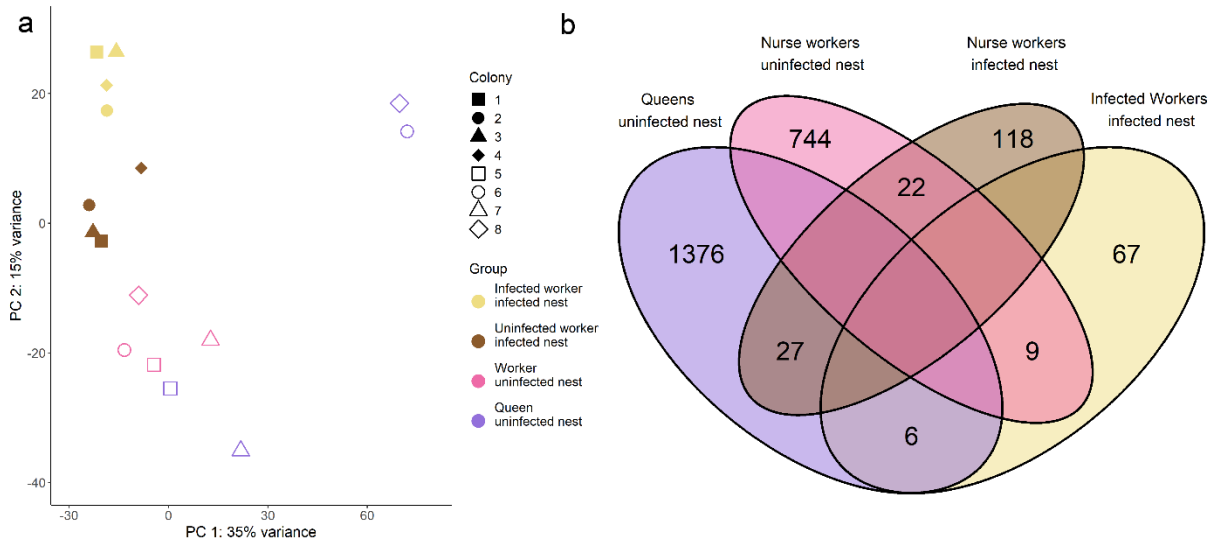 a
20
0
-20
-40
PC 2: 15% variance
-30
0
30
60
PC 1: 35% variance
Colony
1
2
3
4
5
6
7
8
Group
Infected worker
infected nest
Uninfected worker
infected nest
Worker
uninfected nest
Queen
uninfected nest
b
Queens
uninfected nest
Nurse workers
uninfected nest
Nurse workers
infected nest
Infected Workers
infected nest
744
118
22
1376
67
27
9
6